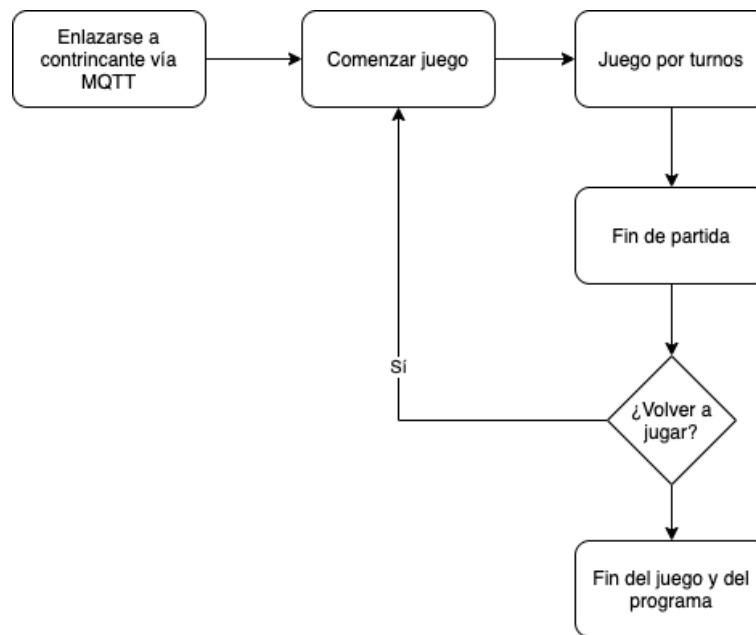 Enlazarse a
contrincante vía
MQTT
Comenzar juego
Juego por turnos
Fin de partida
Sí
¿Volver a
jugar?
Fin del juego y del
programa